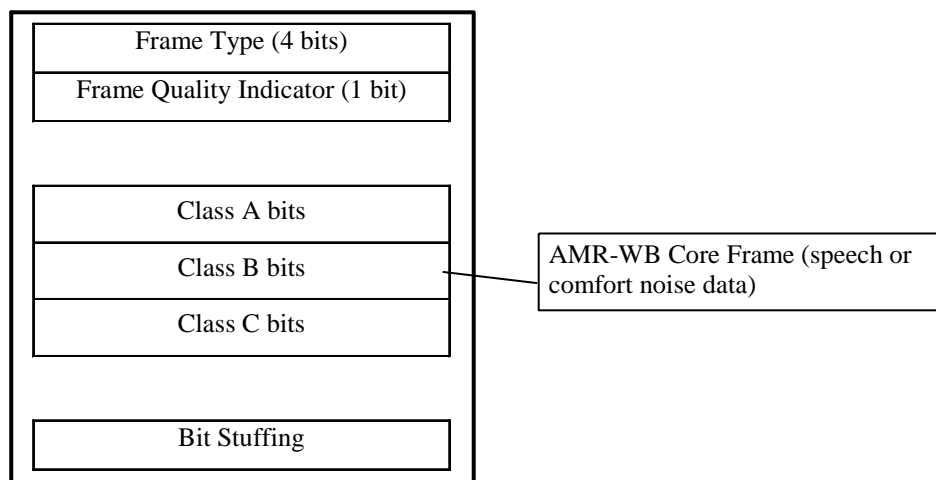 Frame Type (4 bits)
Frame Quality Indicator (1 bit)
Class A bits
Class B bits
Class C bits
AMR-WB Core Frame (speech or
comfort noise data)
Bit Stuffing